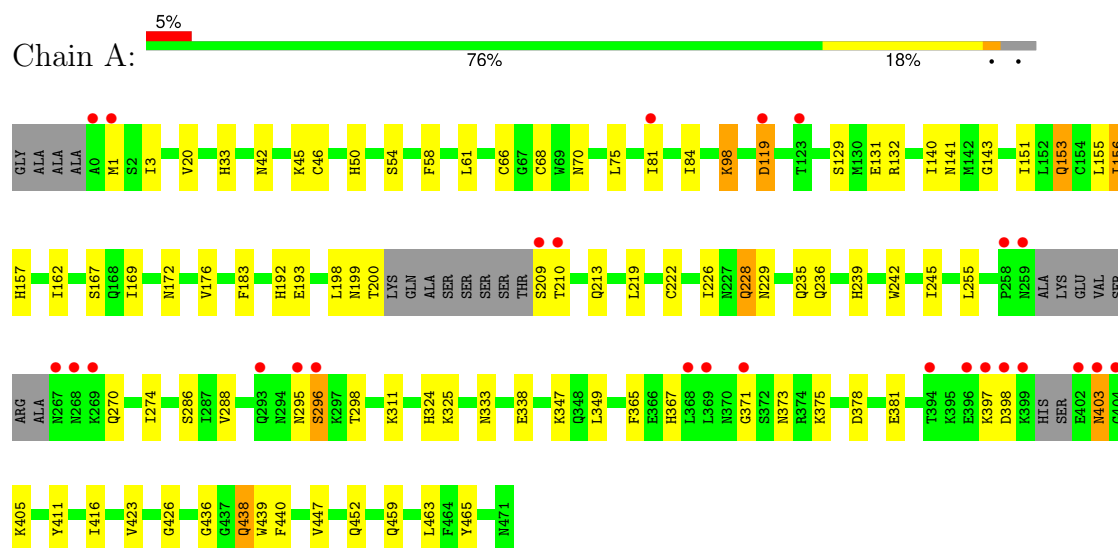 5%
Chain A:
76% 18% • •
GLY ALA ALA ALA A0 M1 S2 I3 V20 H33 N42 K45 C46 H50 S54 F58 L61 C66 G67 C68 W69 N70 L75 I81 I84 K98 D119 T123 S129 M130 E131 R132 I140 N141 M142 G143 I151 L152 Q153 C154 L155 I156
H157 I162 S167 Q168 I169 N172 V176 F183 H192 E193 L198 N199 T200 LYS GLN ALA SER SER SER SER THR S209 T210 Q213 L219 C222 I226 N227 Q228 N229 Q235 Q236 H239 W242 I245 L255 P258 N259 ALA LYS GLU VAL SER
ARG ALA N267 N268 K269 Q270 I274 S286 I287 V288 Q293 N294 N295 S296 K297 T298 K311 H324 K325 N333 E338 K347 Q348 L349 F365 E366 H367 L368 L369 N370 G371 S372 N373 R374 K375 D378 E381 T394 K395 E396 K397 D398 K399 HIS SER E402 N403
K405 Y411 I416 V423 G426 G436 G437 Q438 W439 F440 V447 Q452 Q459 L463 F464 Y465 N471